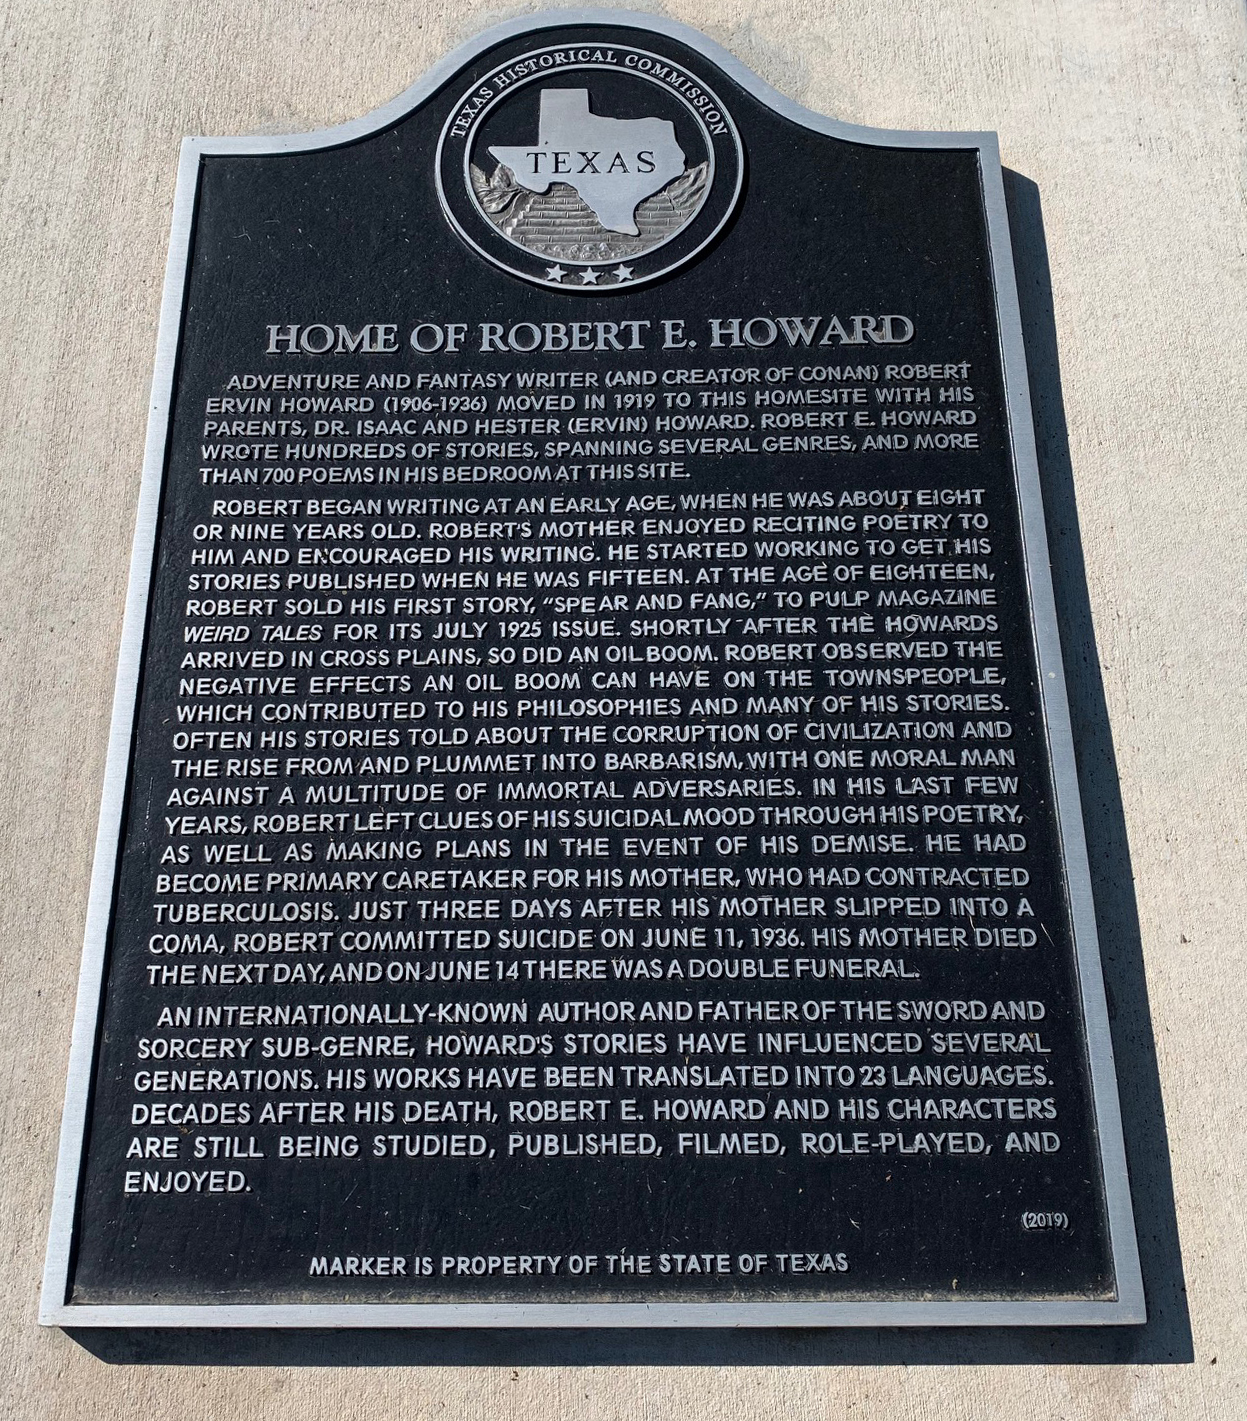 TEXAS HISTORICAL COMMISSION
TEXAS
HOME OF ROBERT E. HOWARD
ADVENTURE AND FANTASY WRITER (AND CREATOR OF CONAN) ROBERT
ERVIN HOWARD (1906-1936) MOVED IN 1919 TO THIS HOMESITE WITH HIS
PARENTS, DR. ISAAC AND HESTER (ERVIN) HOWARD. ROBERT E. HOWARD
WROTE HUNDREDS OF STORIES, SPANNING SEVERAL GENRES, AND MORE
THAN 700 POEMS IN HIS BEDROOM AT THIS SITE.
ROBERT BEGAN WRITING AT AN EARLY AGE, WHEN HE WAS ABOUT EIGHT
OR NINE YEARS OLD. ROBERT'S MOTHER ENJOYED RECITING POETRY TO
HIM AND ENCOURAGED HIS WRITING. HE STARTED WORKING TO GET HIS
STORIES PUBLISHED WHEN HE WAS FIFTEEN. AT THE AGE OF EIGHTEEN,
ROBERT SOLD HIS FIRST STORY, “SPEAR AND FANG,” TO PULP MAGAZINE
WEIRD TALES FOR ITS JULY 1925 ISSUE. SHORTLY AFTER THE HOWARDS
ARRIVED IN CROSS PLAINS, SO DID AN OIL BOOM. ROBERT OBSERVED THE
NEGATIVE EFFECTS AN OIL BOOM CAN HAVE ON THE TOWNSPEOPLE,
WHICH CONTRIBUTED TO HIS PHILOSOPHIES AND MANY OF HIS STORIES.
OFTEN HIS STORIES TOLD ABOUT THE CORRUPTION OF CIVILIZATION AND
THE RISE FROM AND PLUMMET INTO BARBARISM, WITH ONE MORAL MAN
AGAINST A MULTITUDE OF IMMORTAL ADVERSARIES. IN HIS LAST FEW
YEARS, ROBERT LEFT CLUES OF HIS SUICIDAL MOOD THROUGH HIS POETRY,
AS WELL AS MAKING PLANS IN THE EVENT OF HIS DEMISE. HE HAD
BECOME PRIMARY CARETAKER FOR HIS MOTHER, WHO HAD CONTRACTED
TUBERCULOSIS. JUST THREE DAYS AFTER HIS MOTHER SLIPPED INTO A
COMA, ROBERT COMMITTED SUICIDE ON JUNE 11, 1936. HIS MOTHER DIED
THE NEXT DAY, AND ON JUNE 14 THERE WAS A DOUBLE FUNERAL.
AN INTERNATIONALLY-KNOWN AUTHOR AND FATHER OF THE SWORD AND
SORCERY SUB-GENRE, HOWARD'S STORIES HAVE INFLUENCED SEVERAL
GENERATIONS. HIS WORKS HAVE BEEN TRANSLATED INTO 23 LANGUAGES.
DECADES AFTER HIS DEATH, ROBERT E. HOWARD AND HIS CHARACTERS
ARE STILL BEING STUDIED, PUBLISHED, FILMED, ROLE-PLAYED, AND
ENJOYED.
(2019)
MARKER IS PROPERTY OF THE STATE OF TEXAS